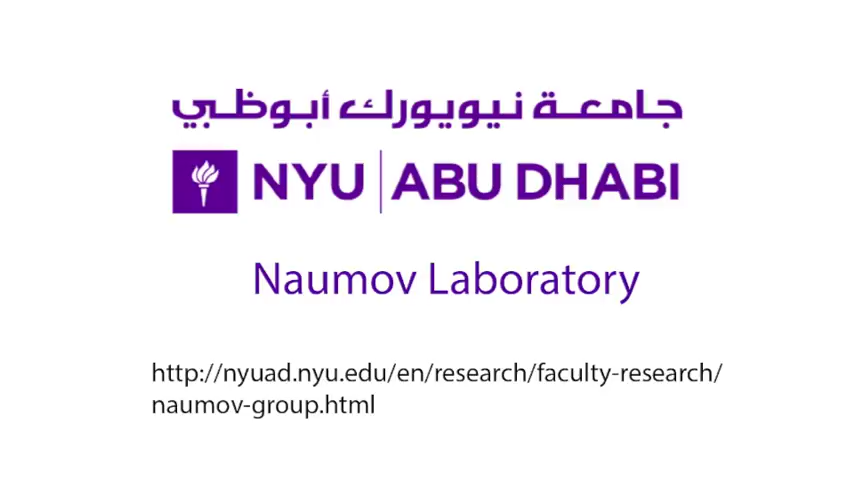 جامعة نيويورك أبوظبي
NYU ABU DHABI
Naumov Laboratory
http://nyuad.nyu.edu/en/research/faculty-research/
naumov-group.html